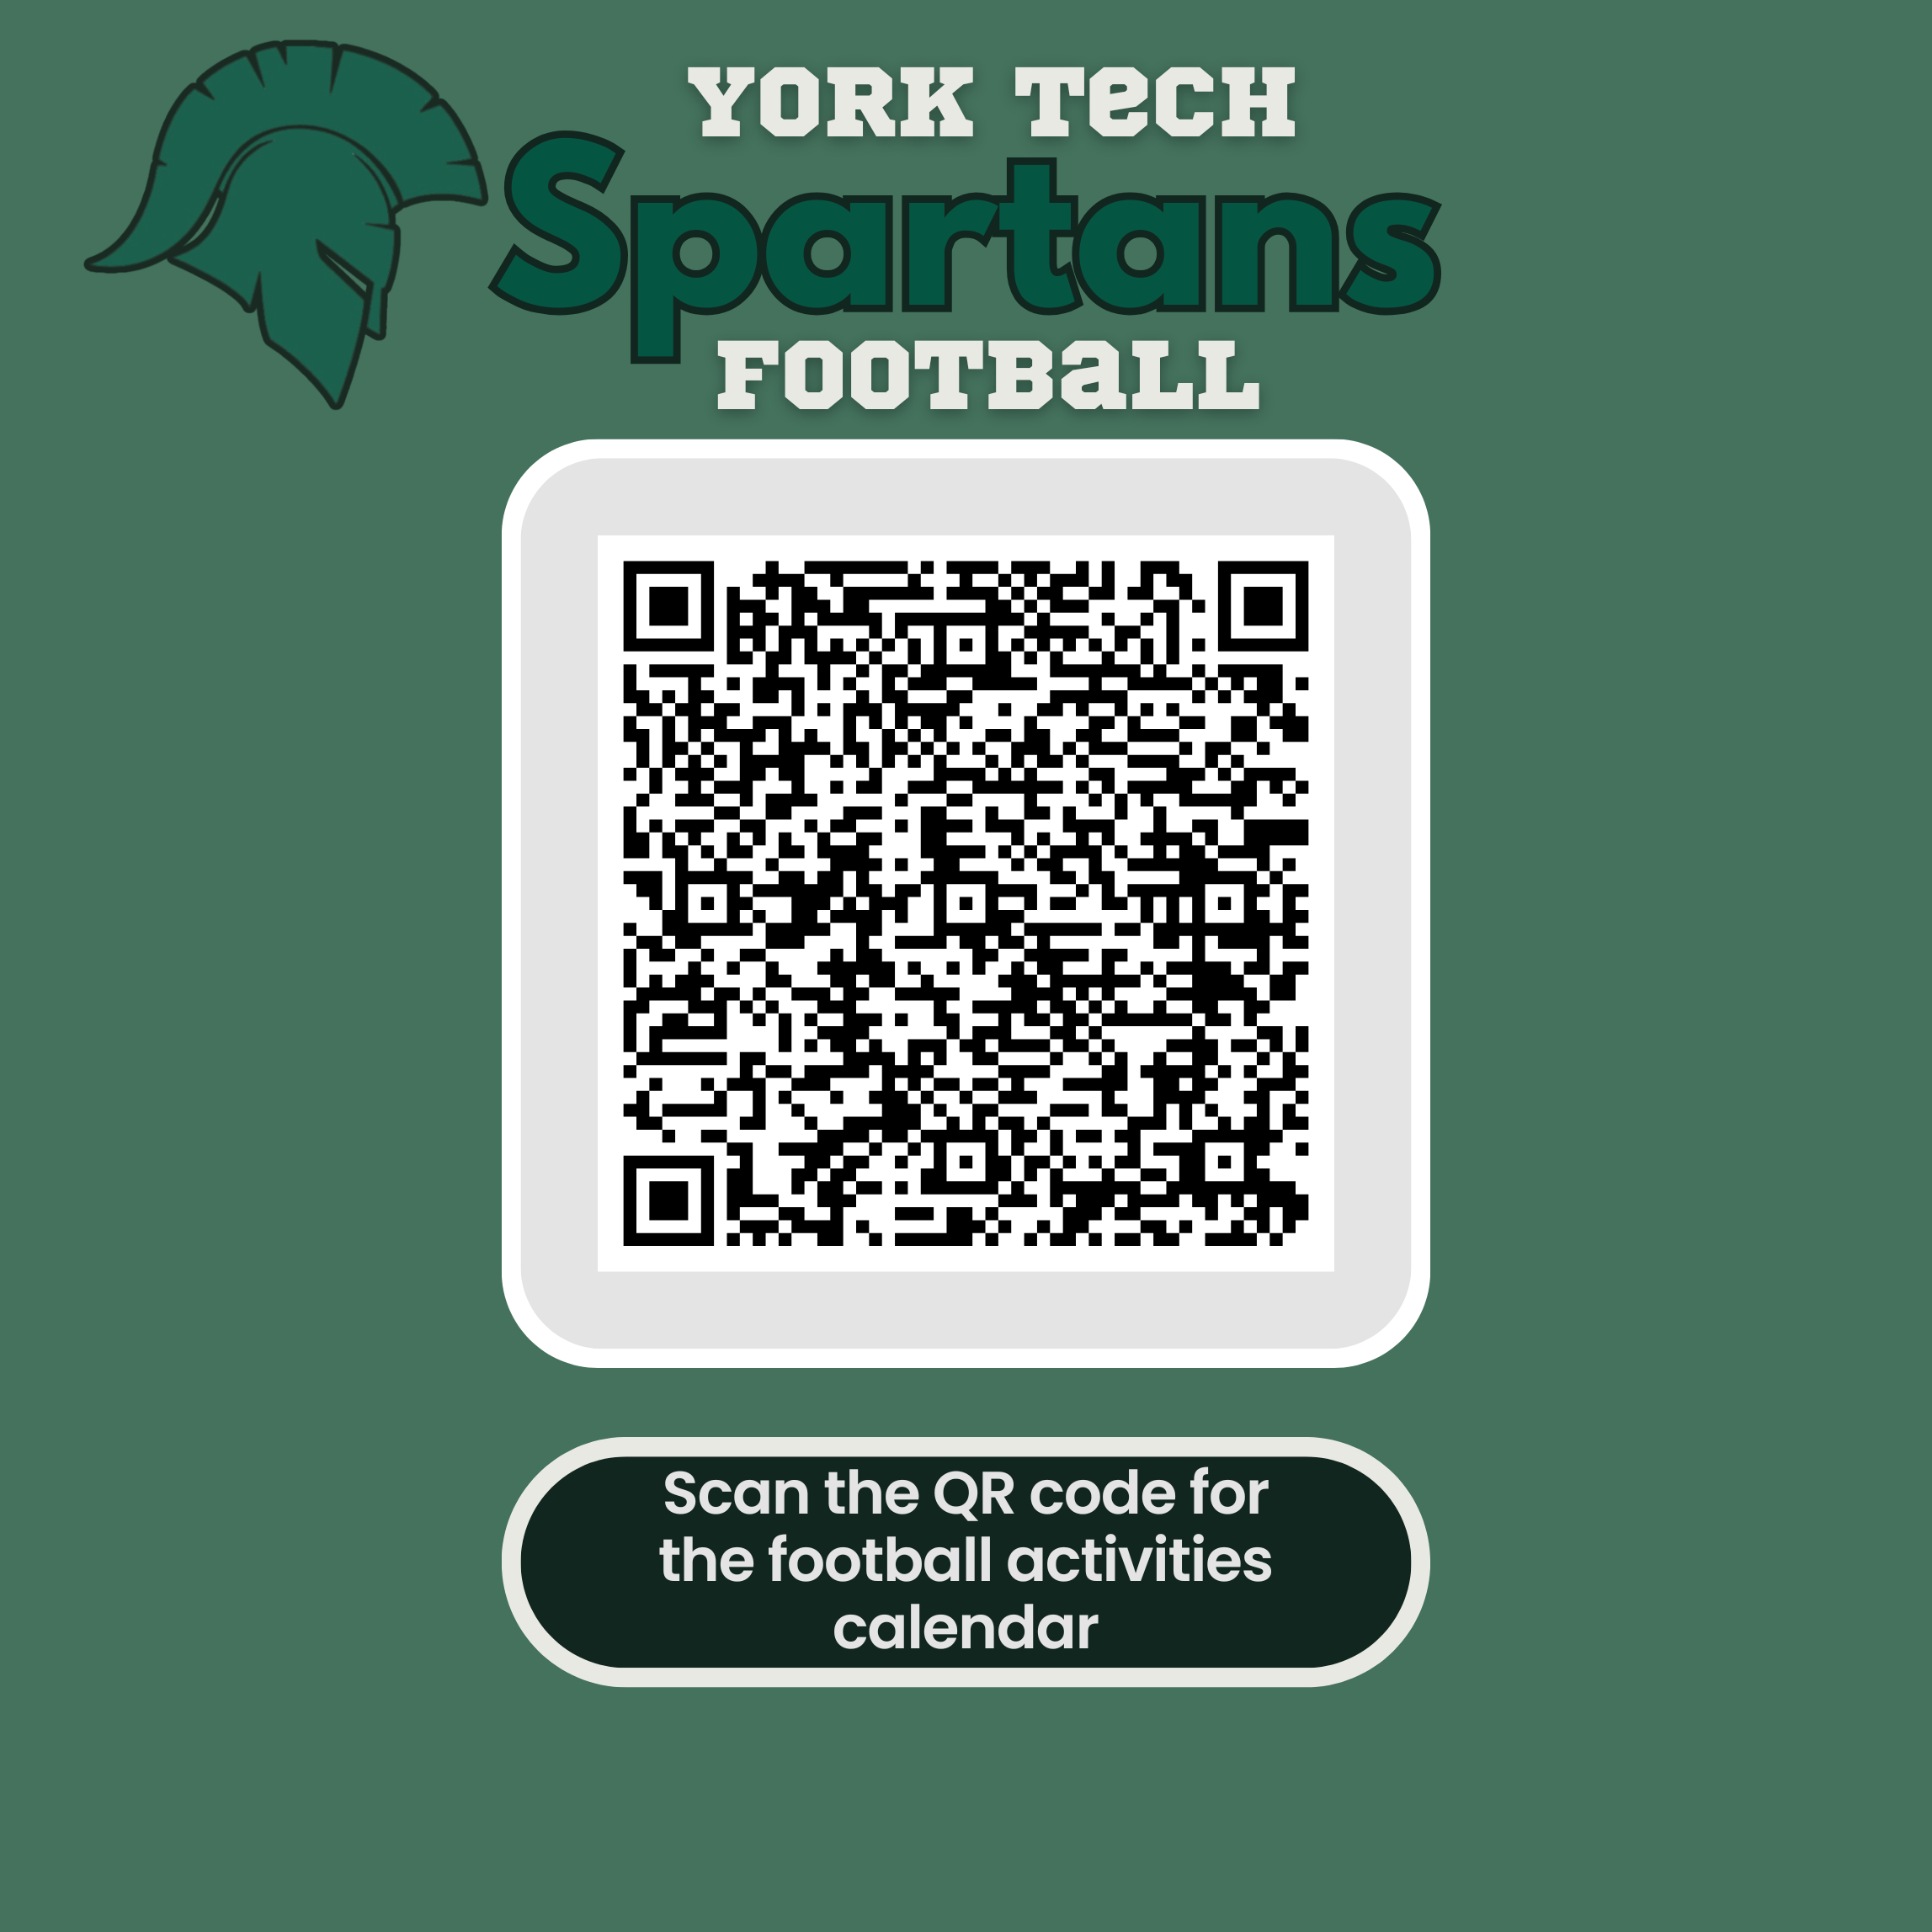 YORK TECH
Spartans
FOOTBALL
Scan the QR code for
the football activities
calendar